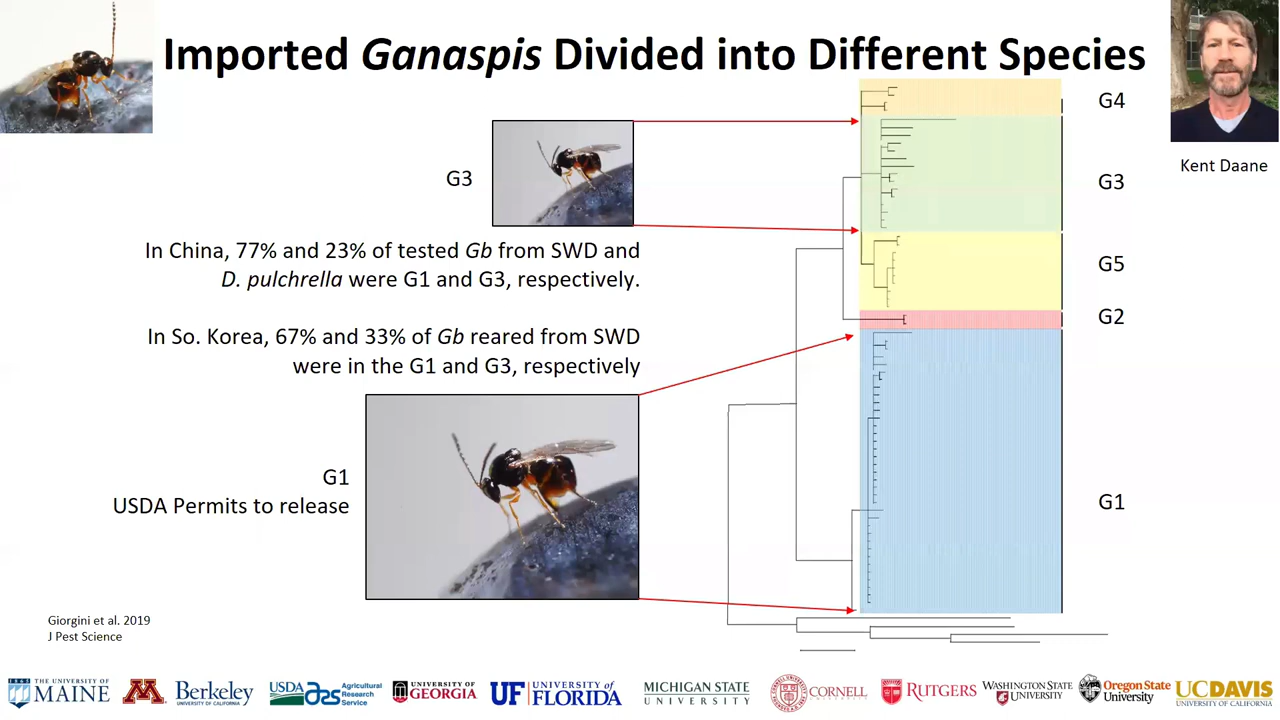 Imported Ganaspis Divided into Different Species
Kent Daane
G4
G3
G3
G5
G2
G1
In China, 77% and 23% of tested Gb from SWD and
D. pulchrella were G1 and G3, respectively.
In So. Korea, 67% and 33% of Gb reared from SWD
were in the G1 and G3, respectively
G1
USDA Permits to release
Giorgini et al. 2019
J Pest Science
1865 THE UNIVERSITY OF
MAINE
M
Berkeley
UNIVERSITY OF CALIFORNIA
USDA
ars
Agricultural
Research
Service
UNIVERSITY OF
GEORGIA
UF
UNIVERSITY of
FLORIDA
MICHIGAN STATE
UNIVERSITY
CORNELL
RUTGERS
WASHINGTON STATE
UNIVERSITY
Oregon State
University
UCDAVIS
UNIVERSITY OF CALIFORNIA